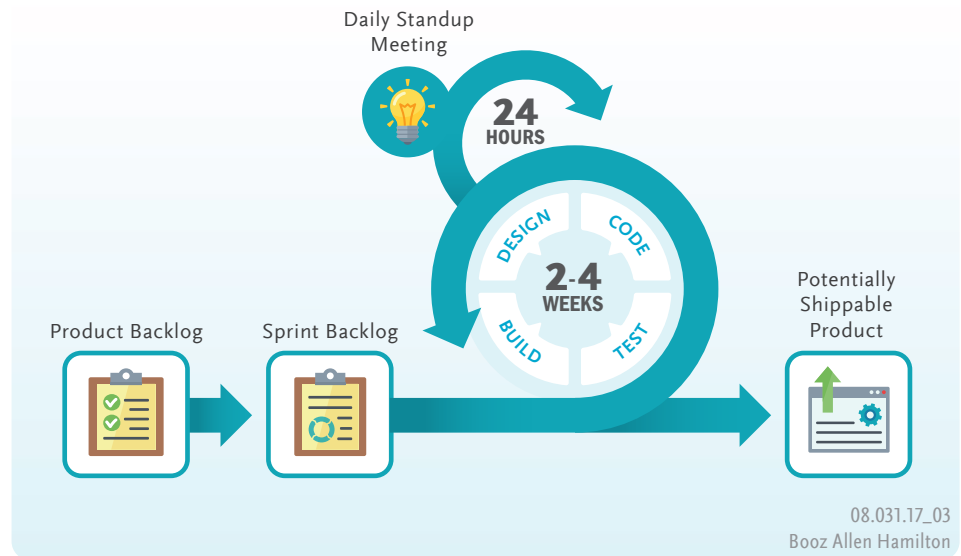 Daily Standup
Meeting
24
HOURS
DESIGN
CODE
2-4
WEEKS
BUILD
TEST
Product Backlog
Sprint Backlog
Potentially
Shippable
Product
08.031.17_03
Booz Allen Hamilton